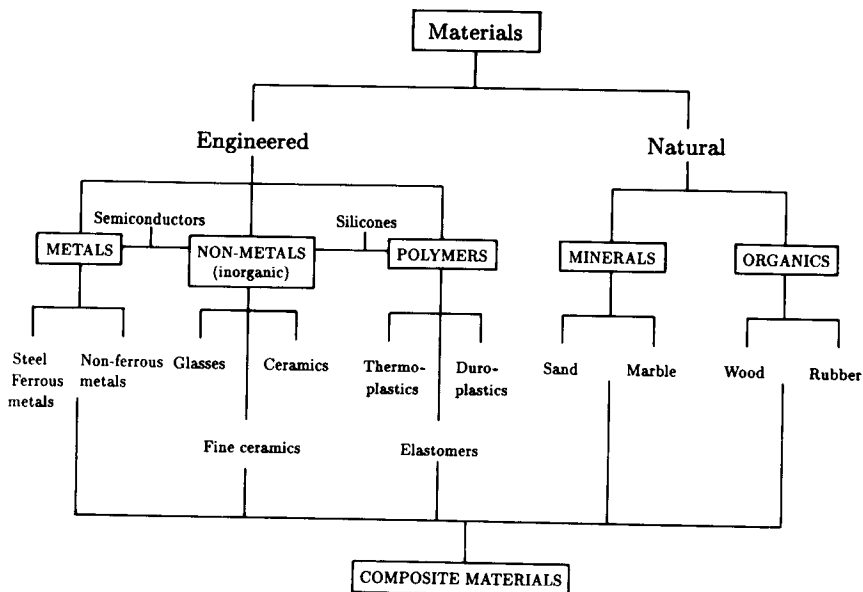 Materials
Engineered
Natural
Semiconductors
Silicones
METALS
NON-METALS
(inorganic)
POLYMERS
MINERALS
ORGANICS
Steel
Ferrous
metals
Non-ferrous
metals
Glasses
Ceramics
Thermo-
plastics
Duro-
plastics
Sand
Marble
Wood
Rubber
Fine ceramics
Elastomers
COMPOSITE MATERIALS